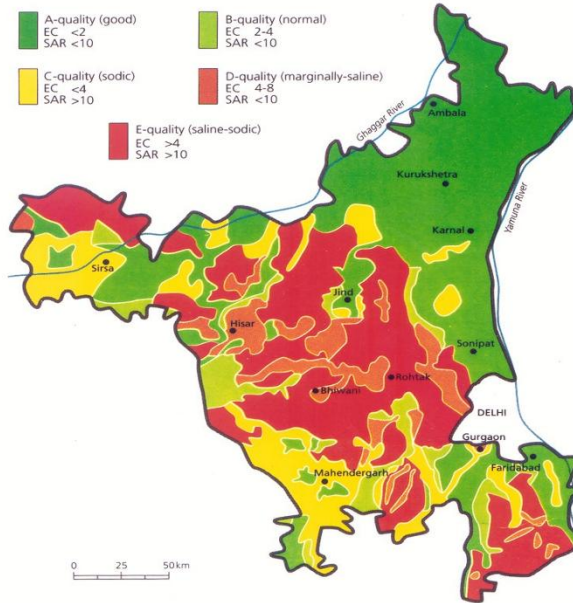 A-quality (good)
EC <2
SAR <10
B-quality (normal)
EC 2-4
SAR <10
C-quality (sodic)
EC <4
SAR >10
D-quality (marginally-saline)
EC 4-8
SAR <10
E-quality (saline-sodic)
EC >4
SAR >10
Ghaggar River
Ambala
Kurukshetra
Yamuna River
Karnal
Sirsa
Jind
Hisar
Sonipat
Rohtak
Bhiwani
DELHI
Gurgaon
Faridabad
Mahendergarh
0 25 50 km